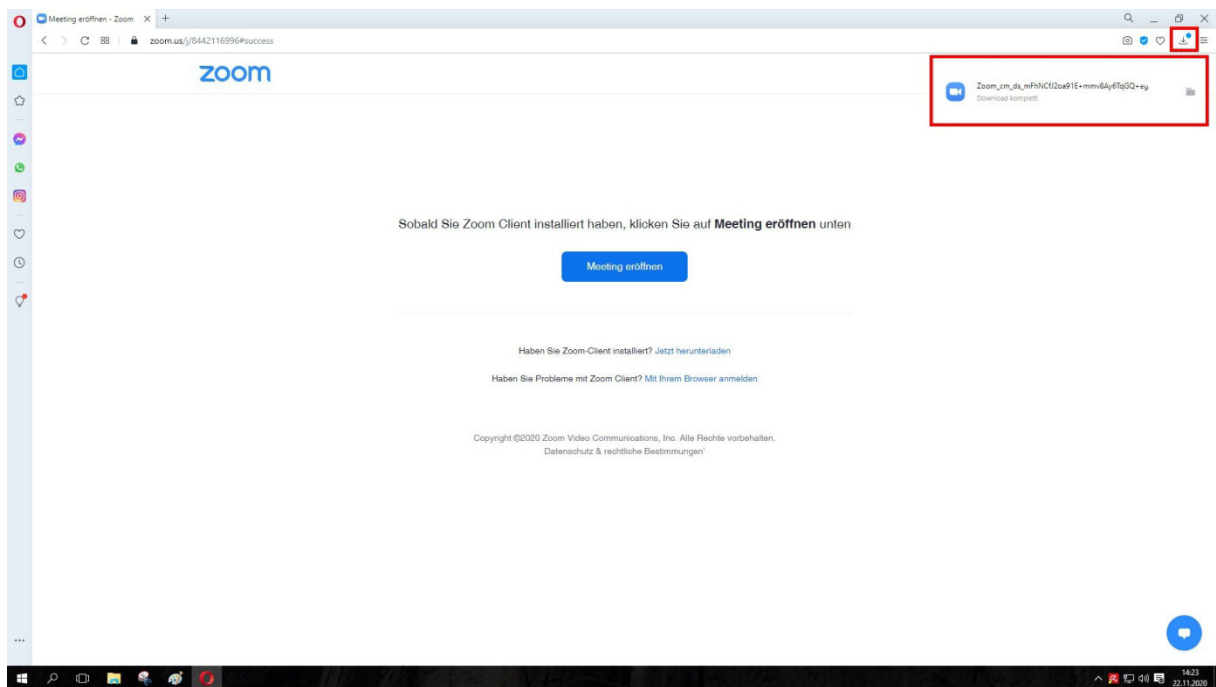 Meeting eröffnen - Zoom
zoom.us/j/8442116996#success
zoom
Zoom_cm_ds_mFhNCfJ2oa91E+mmv8Ay6TqGQ+ey
Download komplett
Sobald Sie Zoom Client installiert haben, klicken Sie auf Meeting eröffnen unten
Meeting eröffnen
Haben Sie Zoom-Client installiert? Jetzt herunterladen
Haben Sie Probleme mit Zoom Client? Mit Ihrem Browser anmelden
Copyright ©2020 Zoom Video Communications, Inc. Alle Rechte vorbehalten.
Datenschutz & rechtliche Bestimmungen'
14:23
22.11.2020